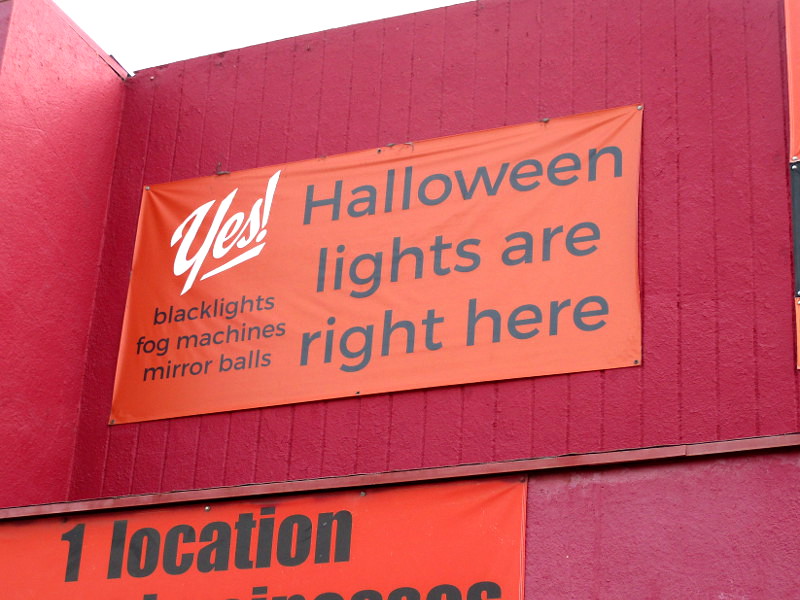 Yes!
blacklights
fog machines
mirror balls
Halloween
lights are
right here
1 location